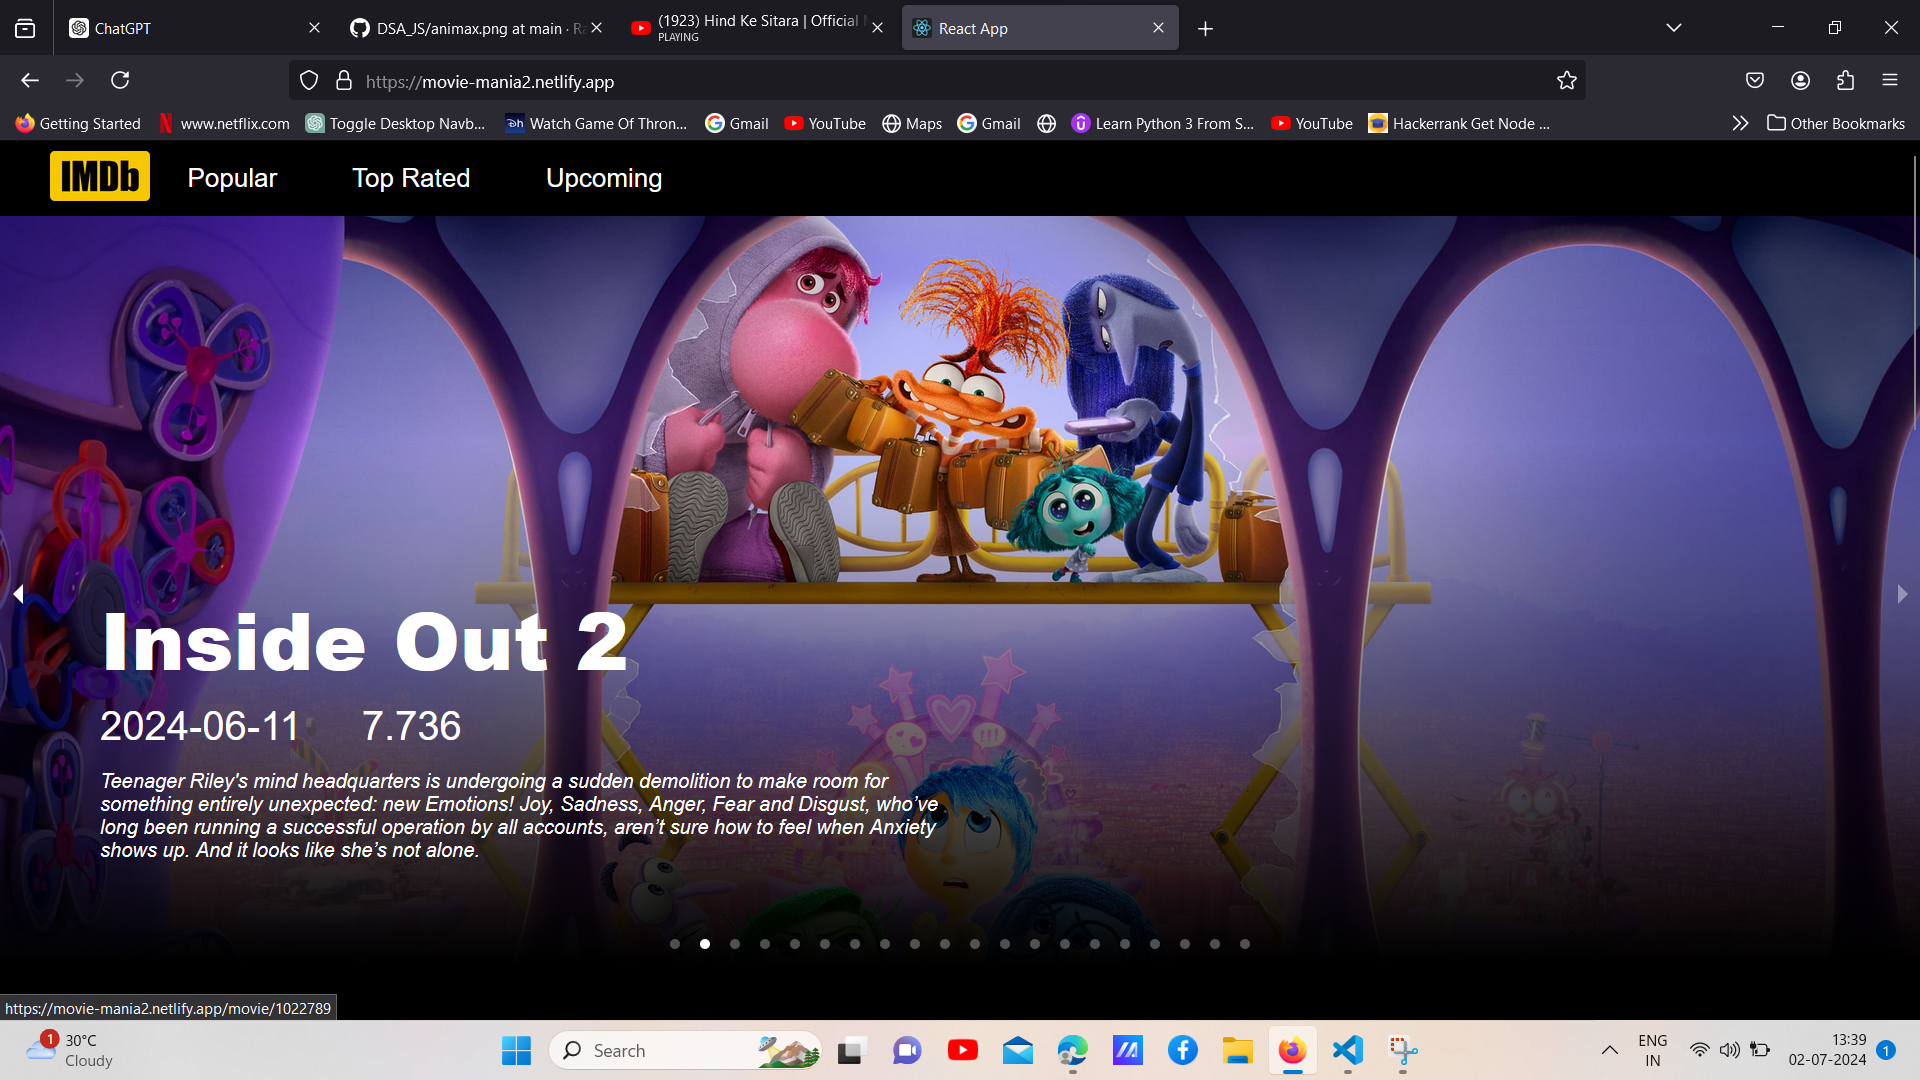 ChatGPT
DSA_JS/animax.png at main · Ra
(1923) Hind Ke Sitara | Official M
PLAYING
React App
https://movie-mania2.netlify.app
Getting Started
www.netflix.com
Toggle Desktop Navb...
Dh Watch Game Of Thron...
Gmail
YouTube
Maps
Gmail
Learn Python 3 From S...
YouTube
Hackerrank Get Node ...
Other Bookmarks
IMDb
Popular
Top Rated
Upcoming
Inside Out 2
2024-06-11 7.736
Teenager Riley's mind headquarters is undergoing a sudden demolition to make room for
something entirely unexpected: new Emotions! Joy, Sadness, Anger, Fear and Disgust, who’ve
long been running a successful operation by all accounts, aren’t sure how to feel when Anxiety
shows up. And it looks like she’s not alone.
https://movie-mania2.netlify.app/movie/1022789
1
30°C
Cloudy
Search
ENG
IN
13:39
02-07-2024
1